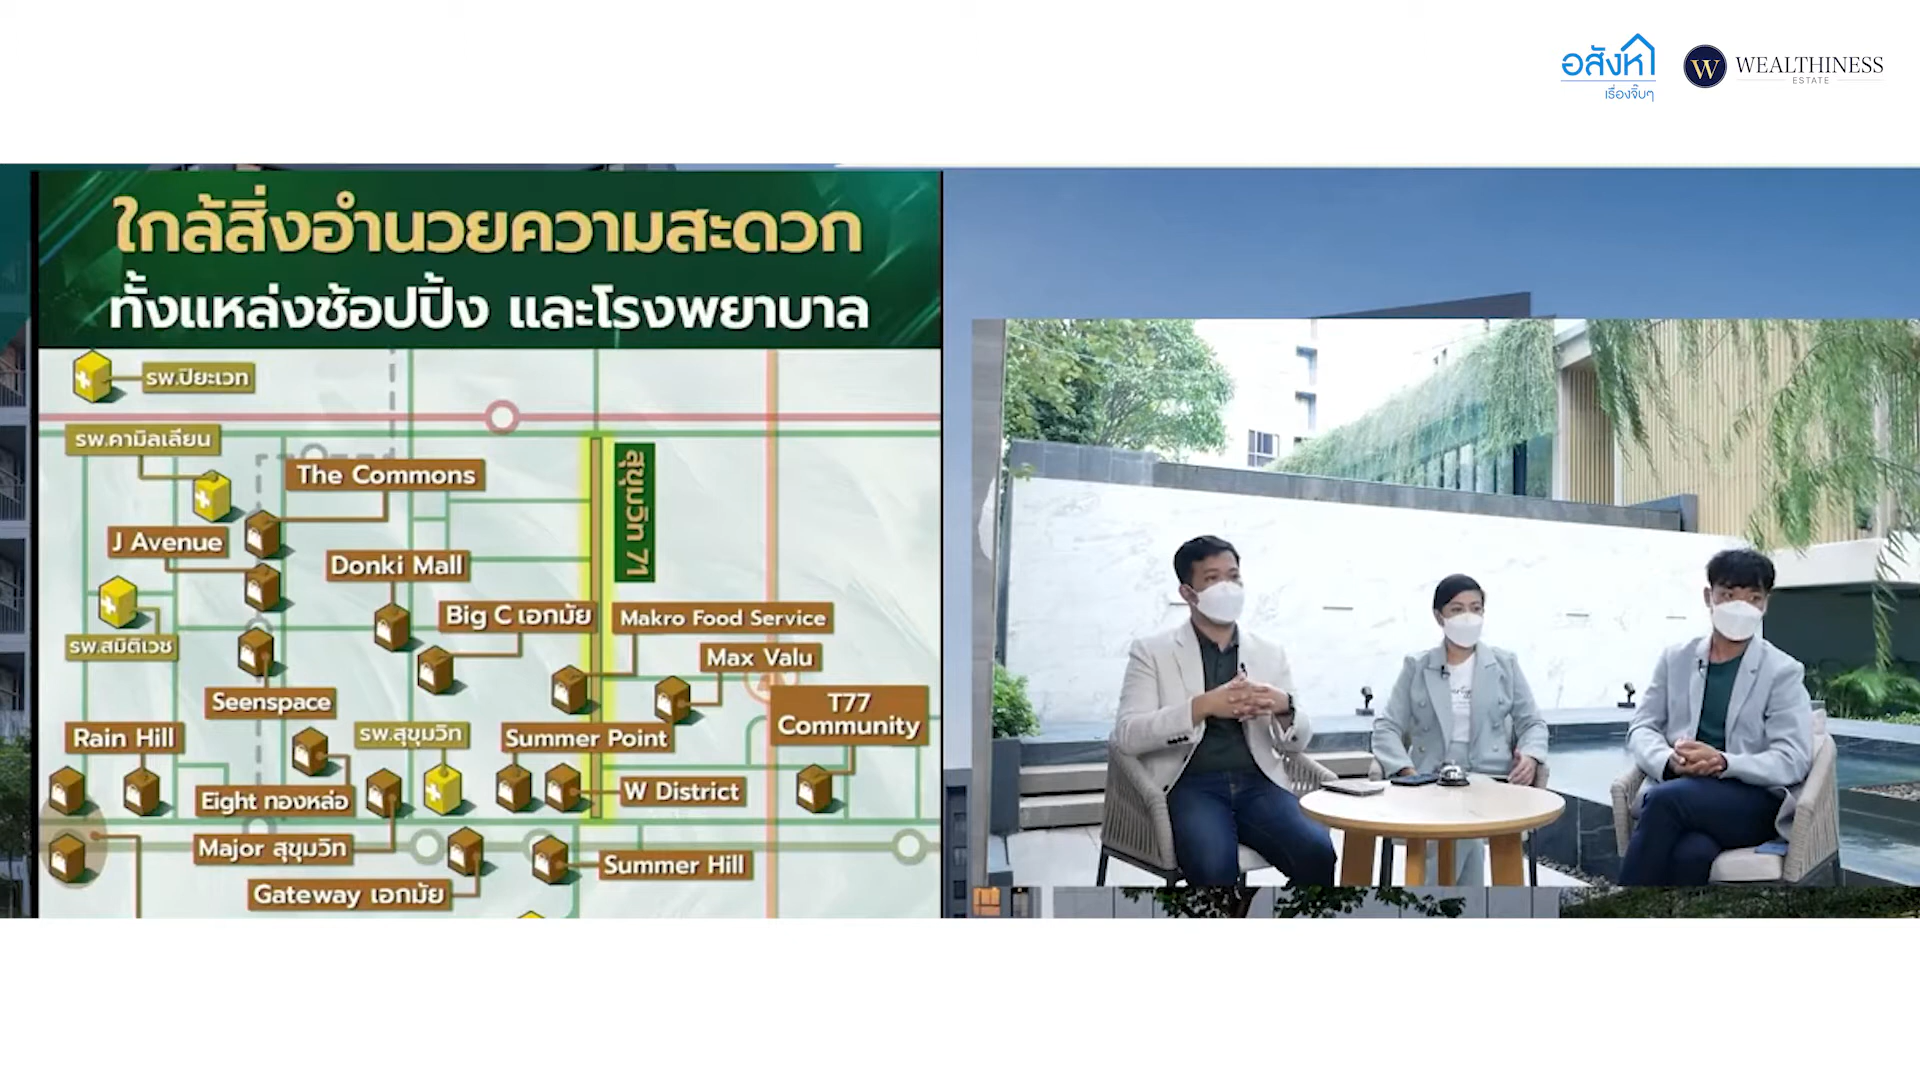 อสังหา
เรื่องจิ๊บๆ
W WEALTHINESS
ESTATE
ใกล้สิ่งอำนวยความสะดวก
ทั้งแหล่งช้อปปิ้ง และโรงพยาบาล
รพ.ปิยะเวท
รพ.คามิลเลียน
The Commons
สุขุมวิท 71
J Avenue
Donki Mall
Big C เอกมัย
Makro Food Service
รพ.สมิติเวช
Max Valu
Seenspace
T77
Community
Rain Hill
รพ.สุขุมวิท
Summer Point
Eight ทองหล่อ
W District
Major สุขุมวิท
Summer Hill
Gateway เอกมัย